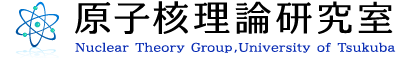 原子核理論研究室
Nuclear Theory Group,University of Tsukuba